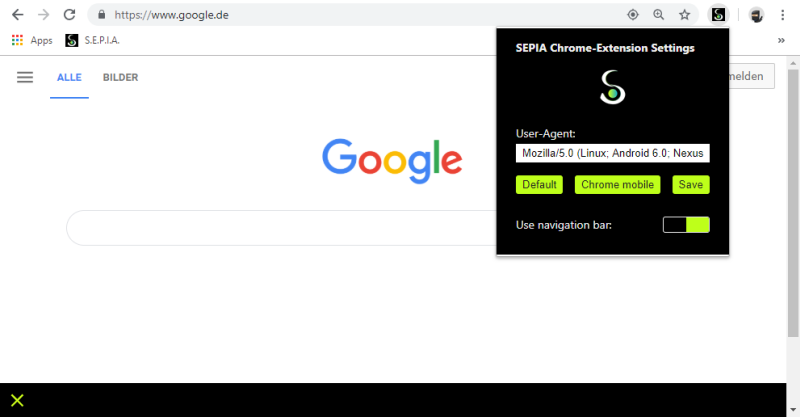 https://www.google.de
Apps S.E.P.I.A. »
SEPIA Chrome-Extension Settings
ALLE BILDER
Google
User-Agent:
Mozilla/5.0 (Linux; Android 6.0; Nexus
Default Chrome mobile Save
Use navigation bar: